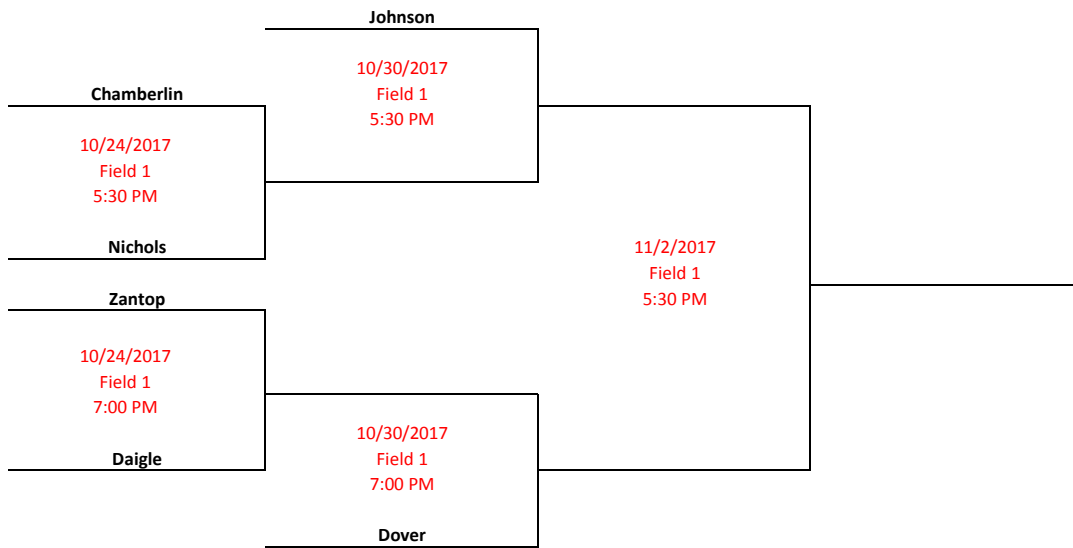 Johnson
10/30/2017
Field 1
5:30 PM
Chamberlin
10/24/2017
Field 1
5:30 PM
Nichols
11/2/2017
Field 1
5:30 PM
Zantop
10/24/2017
Field 1
7:00 PM
Daigle
10/30/2017
Field 1
7:00 PM
Dover